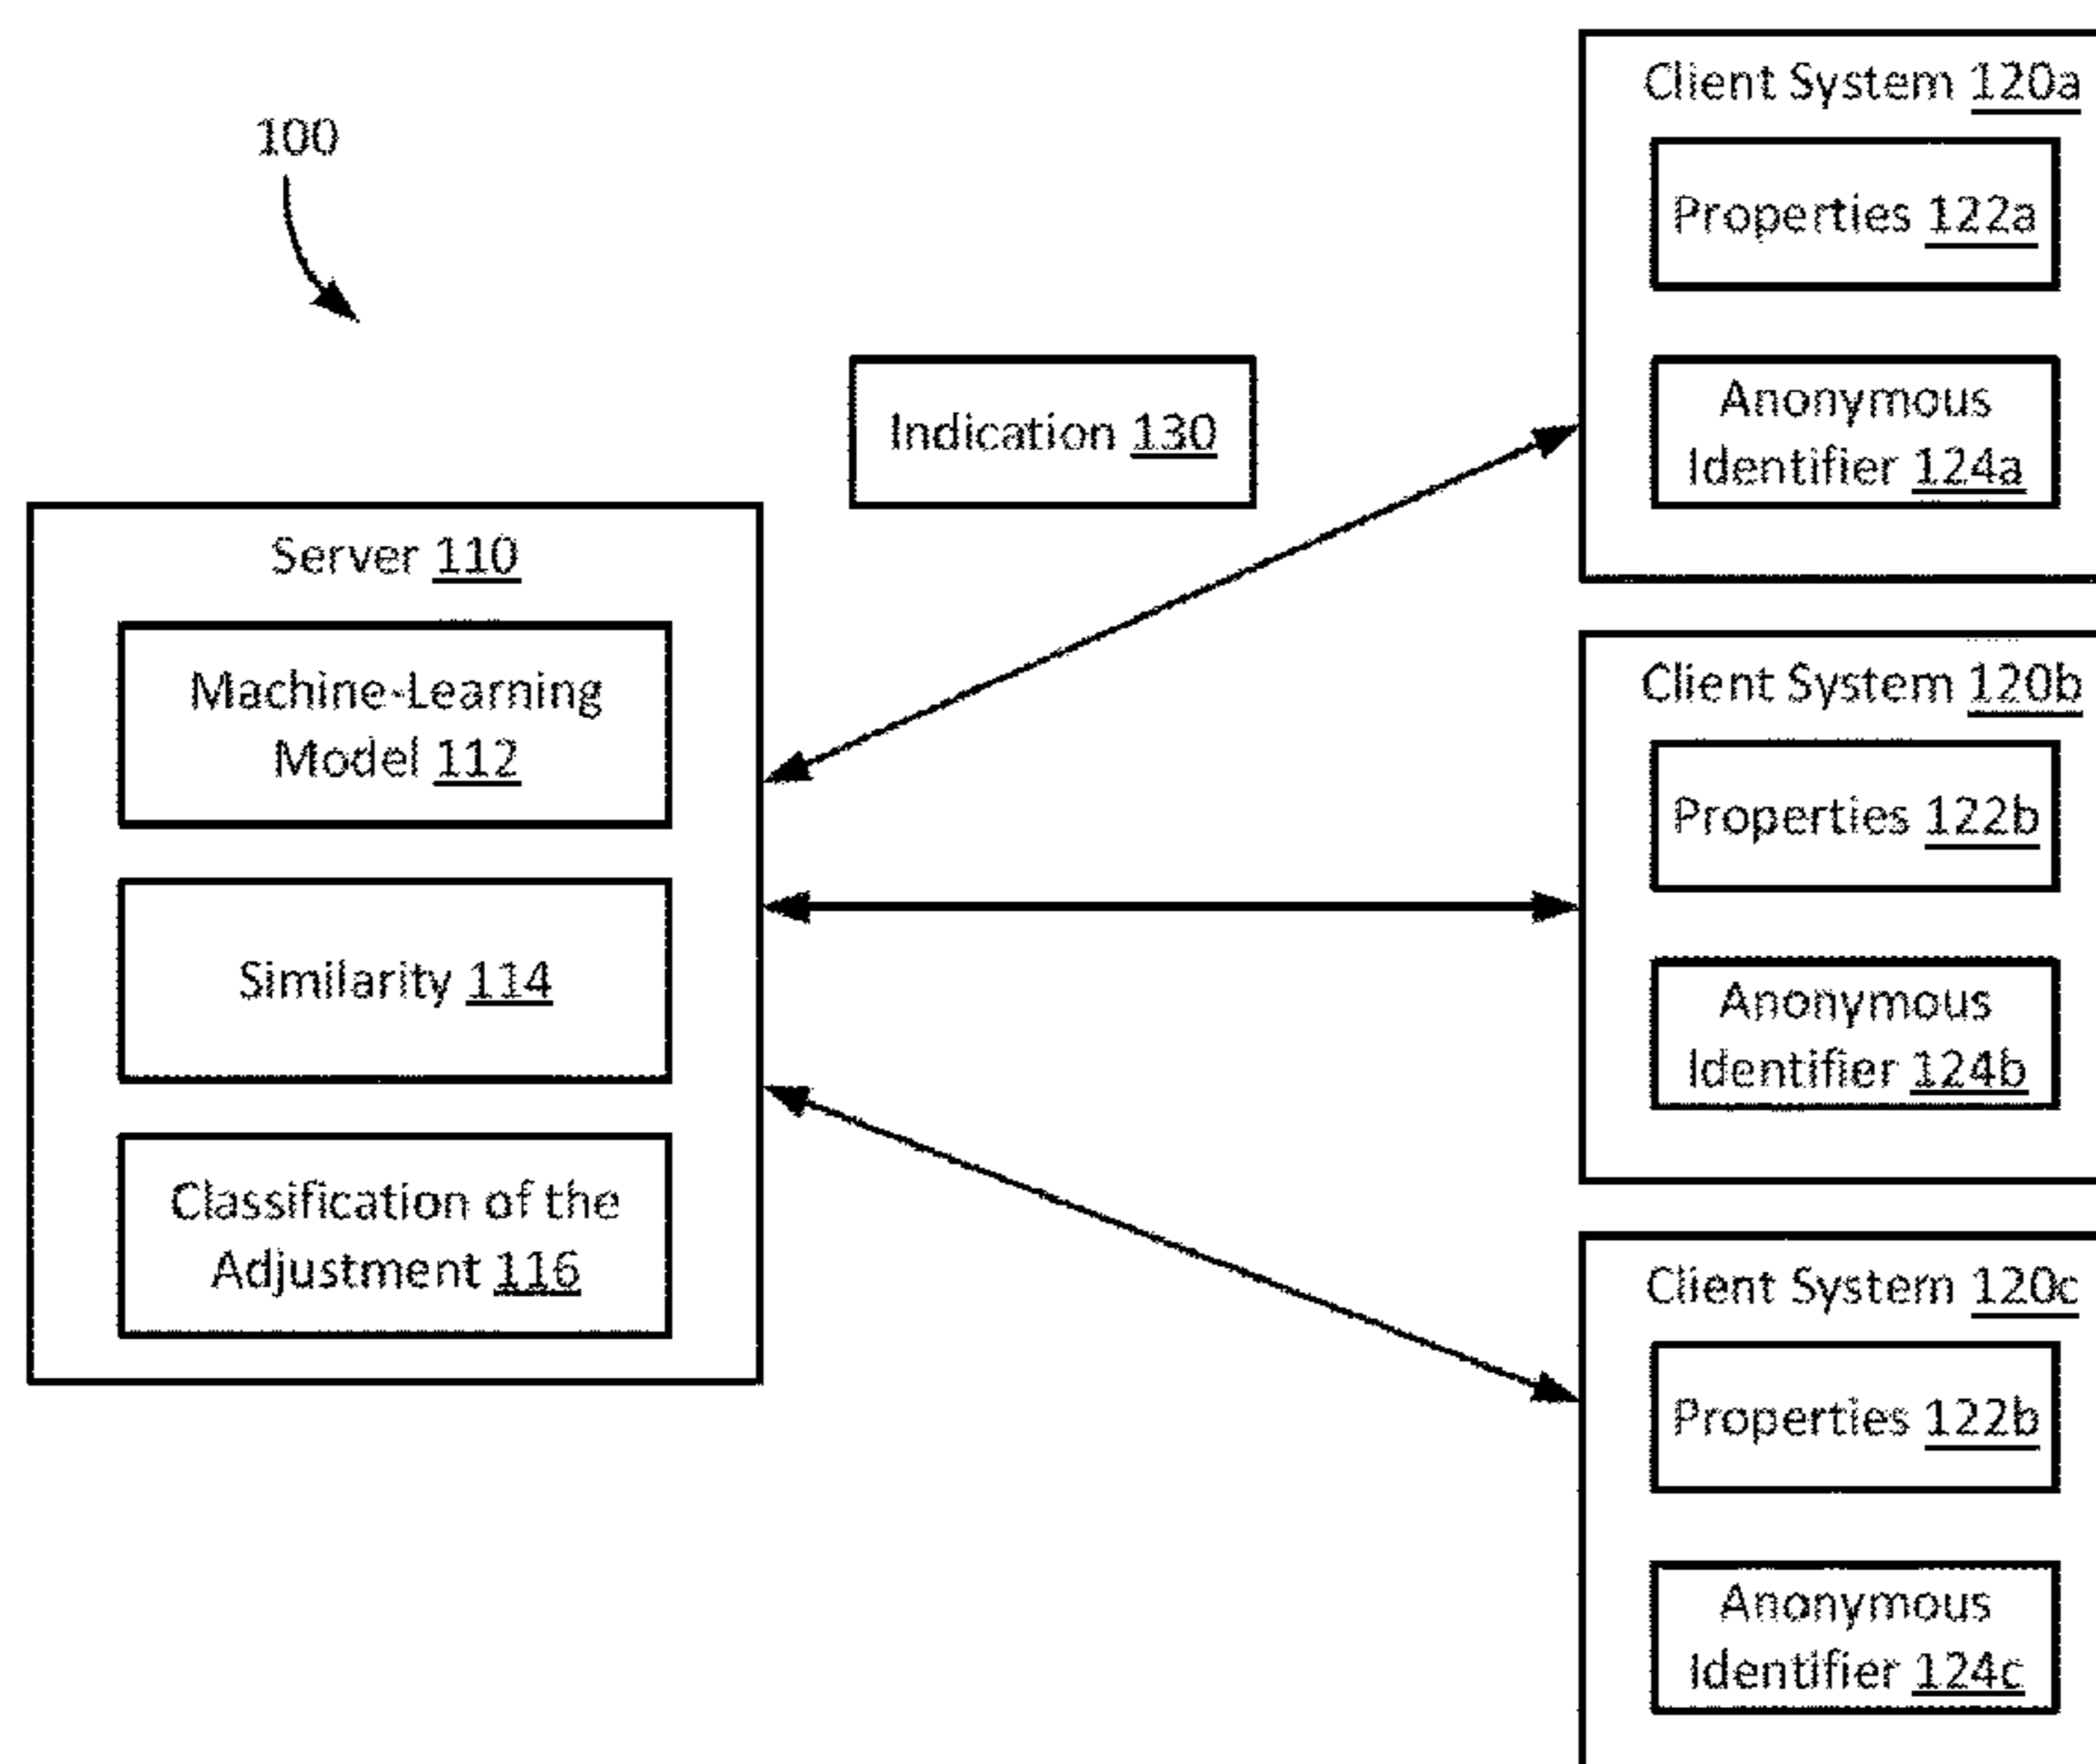 100
Indication 130
Server 110
Machine-Learning
Model 112
Similarity 114
Classification of the
Adjustment 116
Client System 120a
Properties 122a
Anonymous
Identifier 124a
Client System 120b
Properties 122b
Anonymous
Identifier 124b
Client System 120c
Properties 122b
Anonymous
Identifier 124c